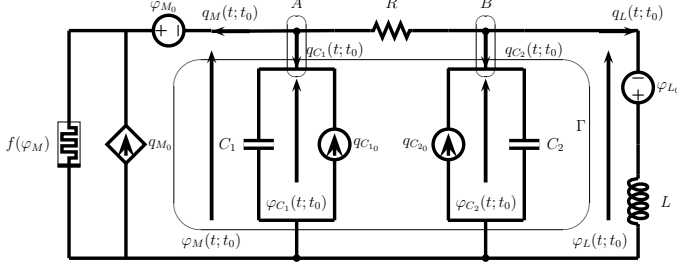 φ_{M_0}
q_M(t;t_0)
A
R
B
q_L(t;t_0)
+ −
q_{C_1}(t;t_0)
q_{C_2}(t;t_0)
−
+
φ_{L_0}
Γ
f(φ_M)
q_{M_0}
C_1
q_{C_{1_0}}
q_{C_{2_0}}
C_2
φ_{C_1}(t;t_0)
φ_{C_2}(t;t_0)
L
φ_M(t;t_0)
φ_L(t;t_0)